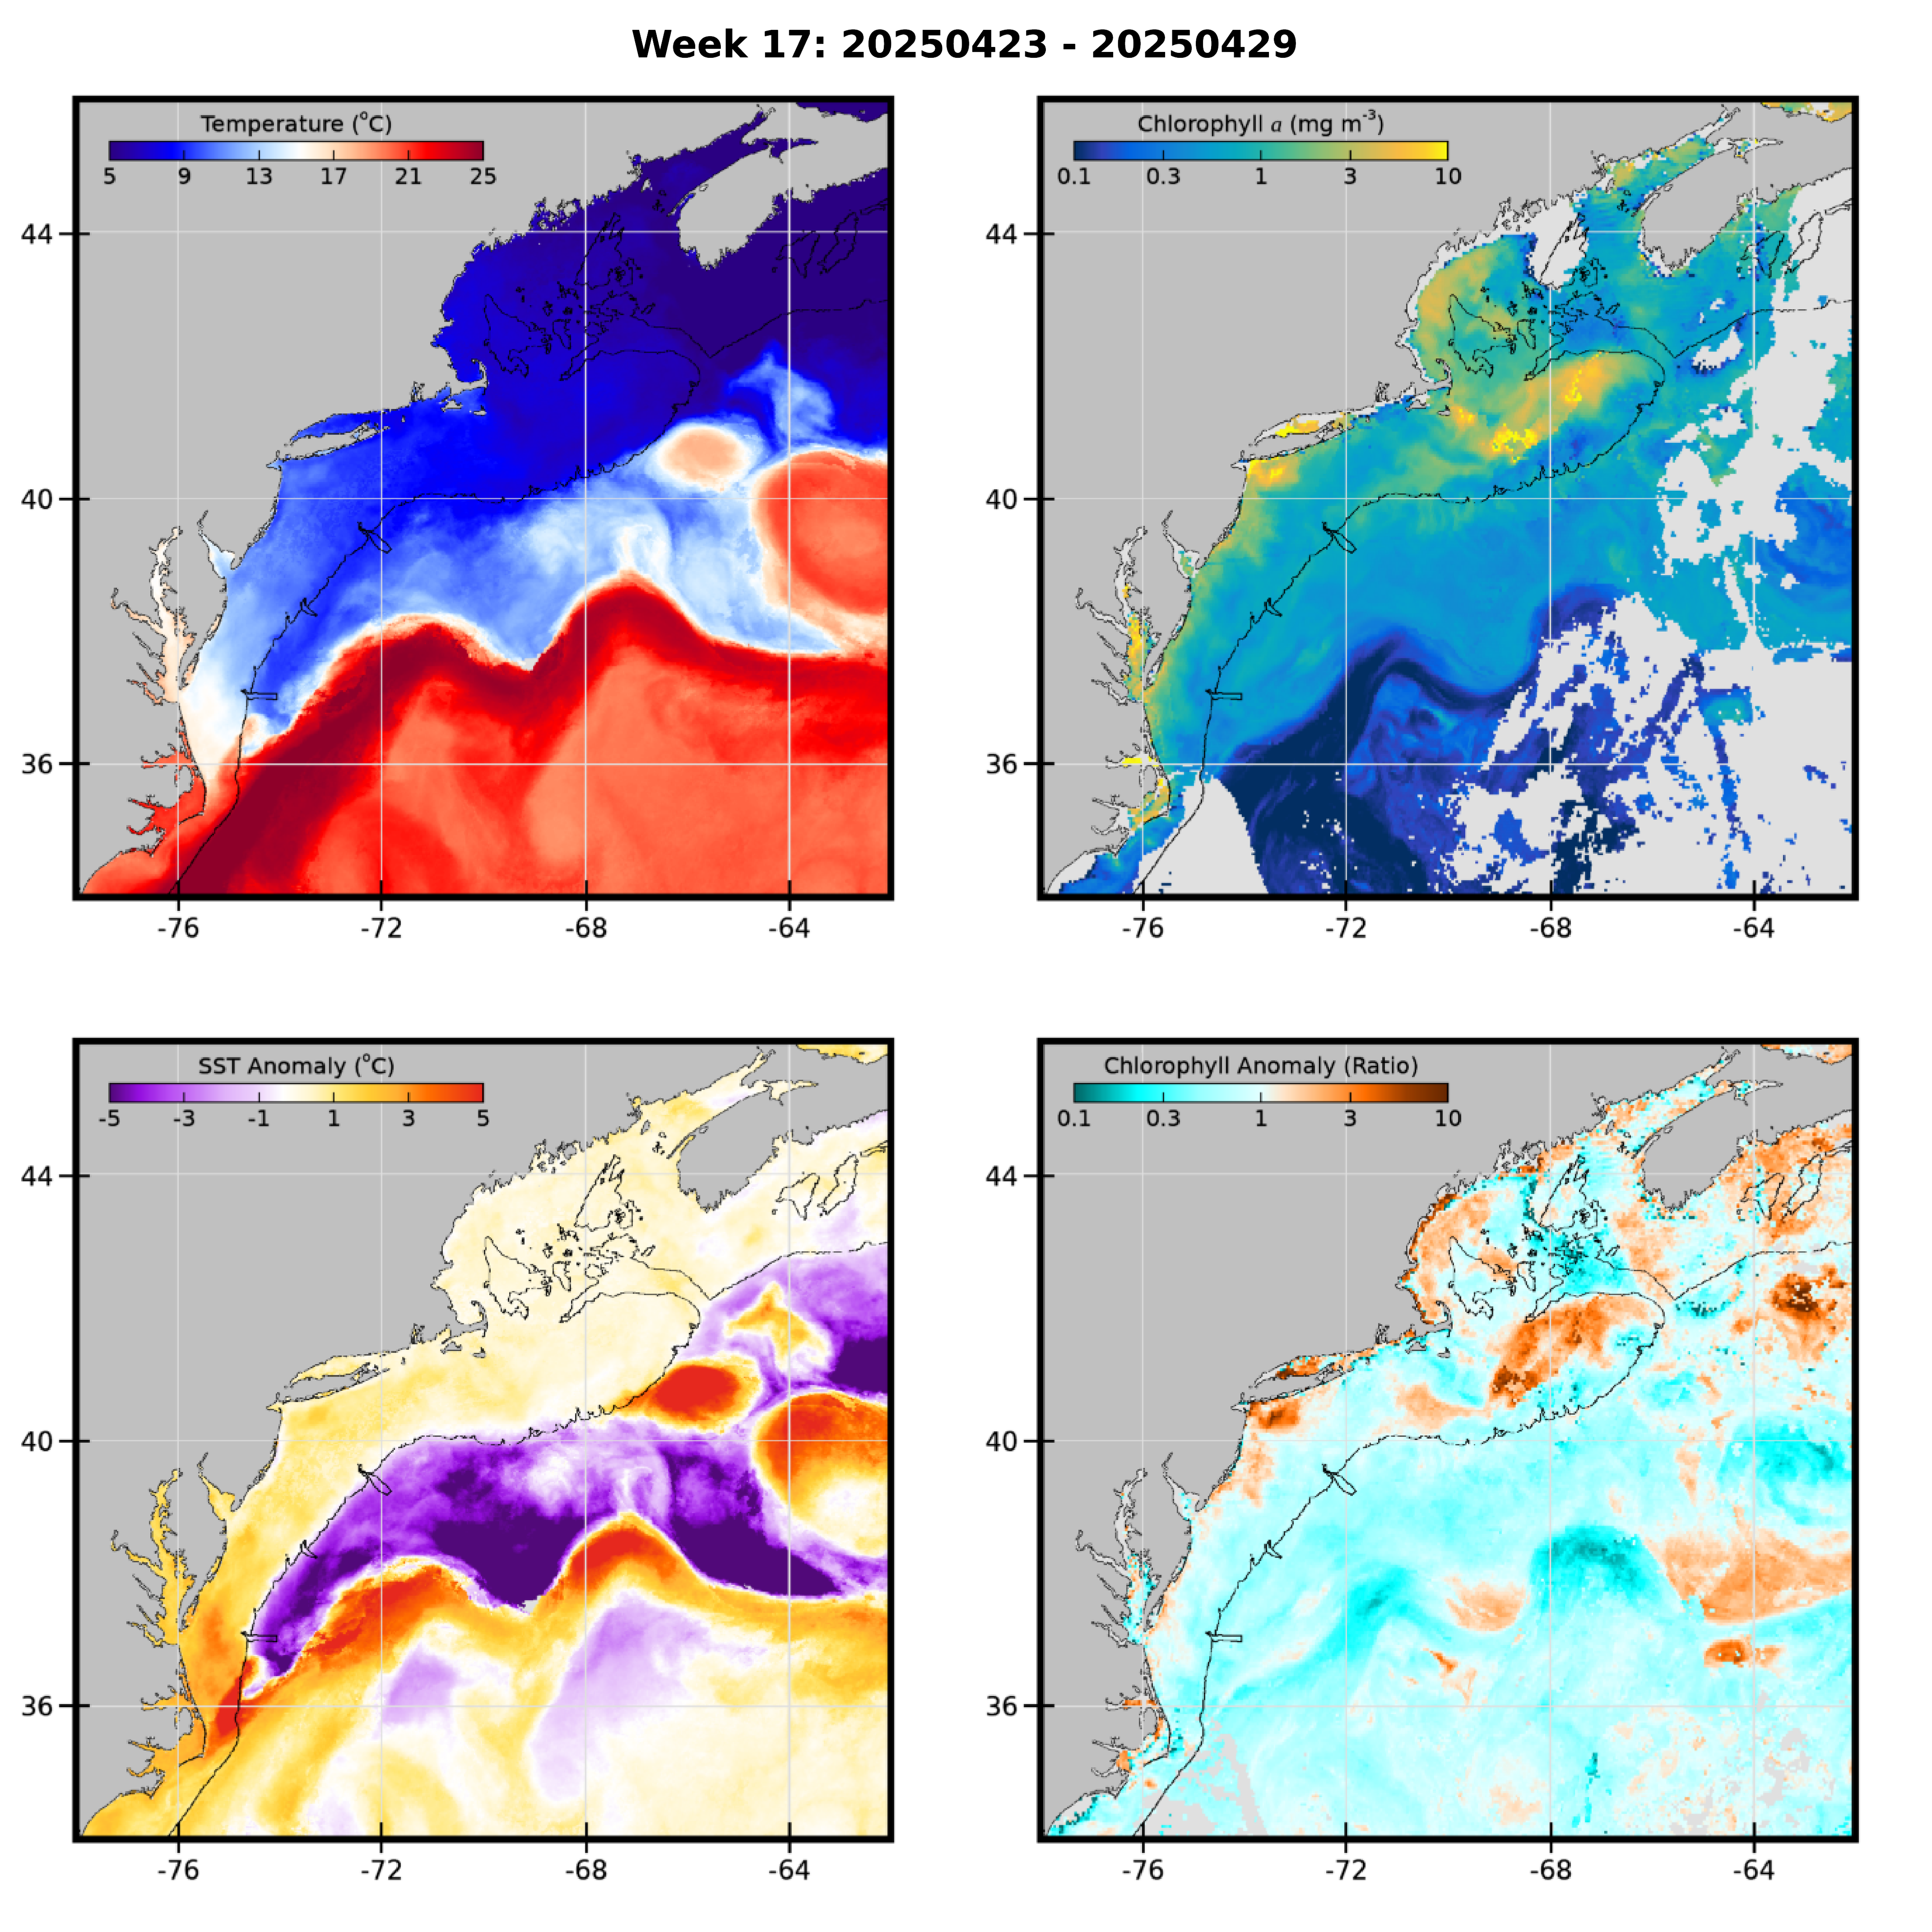 Week 17: 20250423 - 20250429
Temperature (°C)
5 9 13 17 21 25
44
40
36
-76 -72 -68 -64
Chlorophyll a (mg m-3)
0.1 0.3 1 3 10
44
40
36
-76 -72 -68 -64
SST Anomaly (°C)
-5 -3 -1 1 3 5
44
40
36
-76 -72 -68 -64
Chlorophyll Anomaly (Ratio)
0.1 0.3 1 3 10
44
40
36
-76 -72 -68 -64